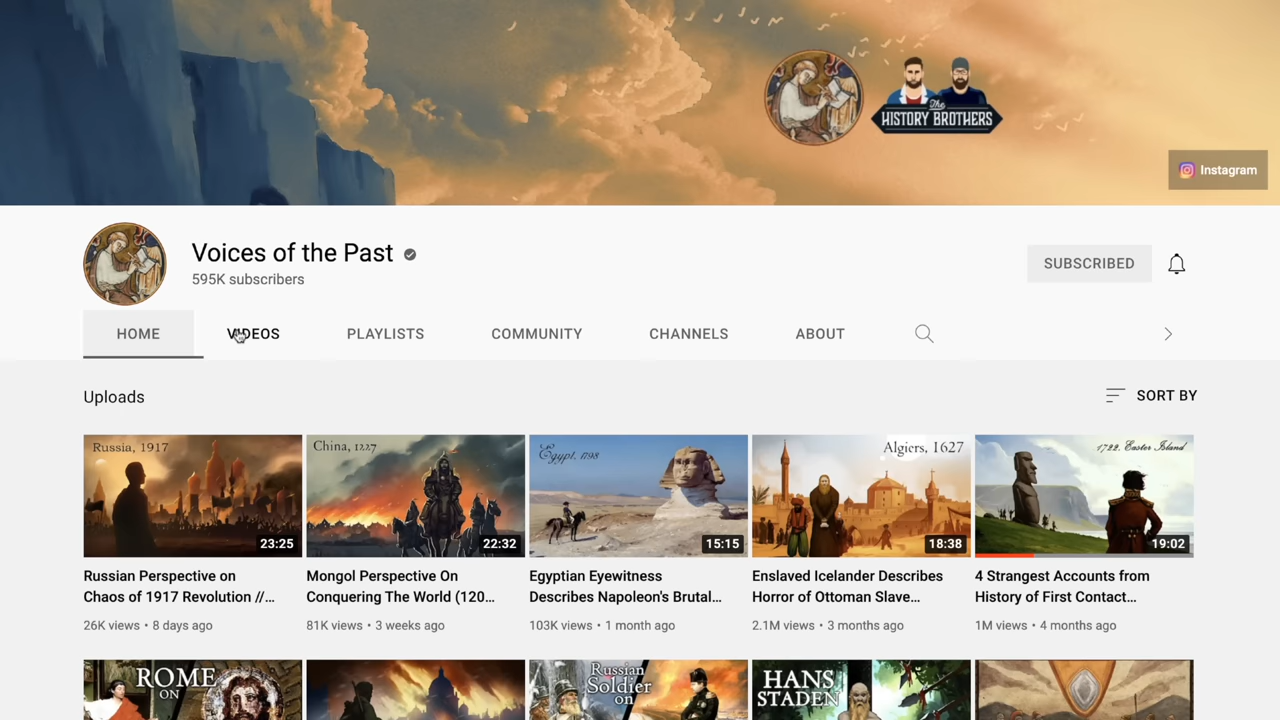 The
HISTORY BROTHERS
Instagram
Voices of the Past
595K subscribers
SUBSCRIBED
HOME
VIDEOS
PLAYLISTS
COMMUNITY
CHANNELS
ABOUT
Uploads
SORT BY
Russia, 1917
23:25
China, 1227
22:32
Egypt, 1798
15:15
Algiers, 1627
18:38
1722, Easter Island
19:02
Russian Perspective on
Chaos of 1917 Revolution //...
26K views • 8 days ago
Mongol Perspective On
Conquering The World (120...
81K views • 3 weeks ago
Egyptian Eyewitness
Describes Napoleon's Brutal...
103K views • 1 month ago
Enslaved Icelander Describes
Horror of Ottoman Slave...
2.1M views • 3 months ago
4 Strangest Accounts from
History of First Contact...
1M views • 4 months ago
ROME
ON
Russian
Soldier
on
HANS
STADEN